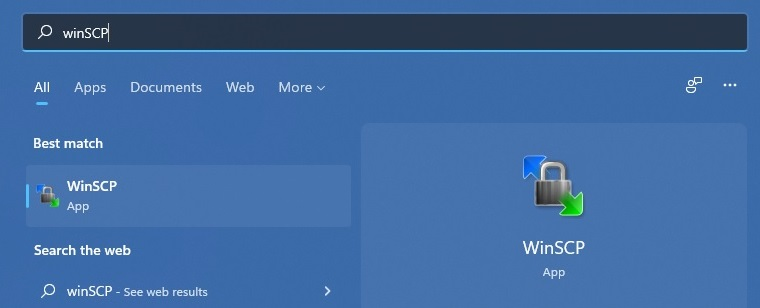 winSCP
All Apps Documents Web More
Best match
WinSCP
App
Search the web
winSCP - See web results
WinSCP
App